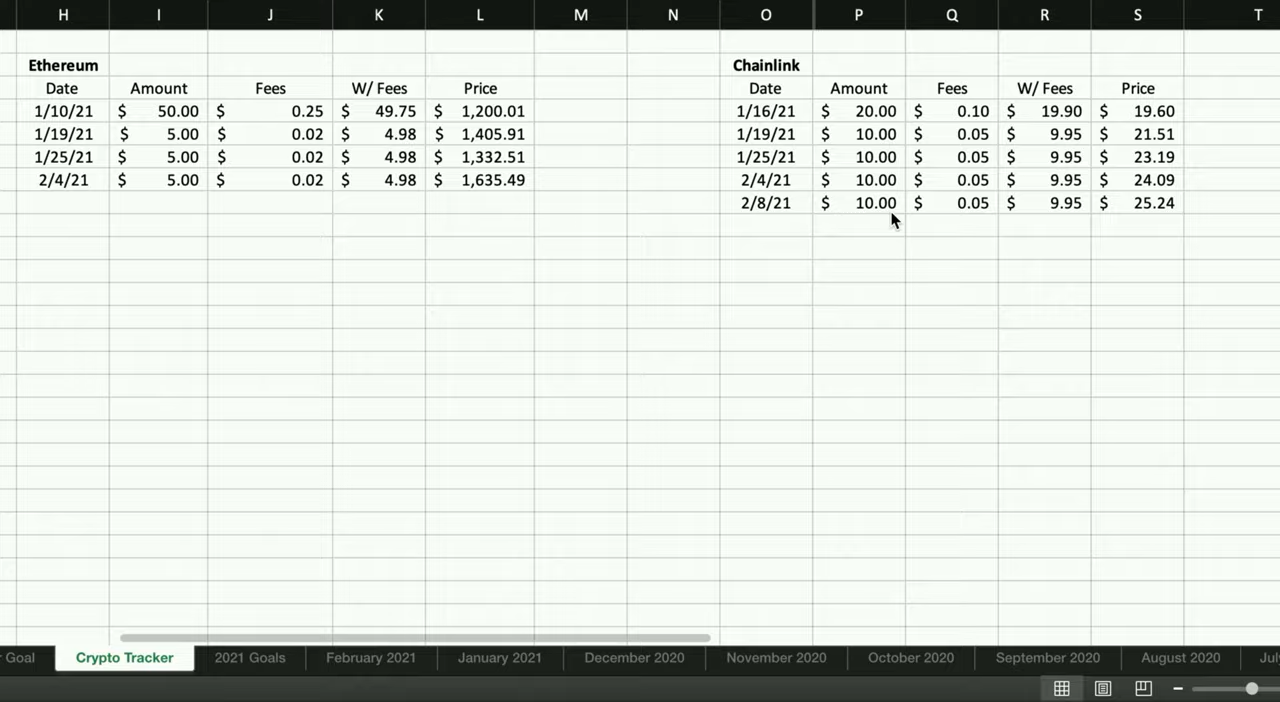 H I J K L M N O P Q R S T
Ethereum Chainlink
Date Amount Fees W/ Fees Price Date Amount Fees W/ Fees Price
1/10/21 $ 50.00 $ 0.25 $ 49.75 $ 1,200.01 1/16/21 $ 20.00 $ 0.10 $ 19.90 $ 19.60
1/19/21 $ 5.00 $ 0.02 $ 4.98 $ 1,405.91 1/19/21 $ 10.00 $ 0.05 $ 9.95 $ 21.51
1/25/21 $ 5.00 $ 0.02 $ 4.98 $ 1,332.51 1/25/21 $ 10.00 $ 0.05 $ 9.95 $ 23.19
2/4/21 $ 5.00 $ 0.02 $ 4.98 $ 1,635.49 2/4/21 $ 10.00 $ 0.05 $ 9.95 $ 24.09
2/8/21 $ 10.00 $ 0.05 $ 9.95 $ 25.24
Goal Crypto Tracker 2021 Goals February 2021 January 2021 December 2020 November 2020 October 2020 September 2020 August 2020